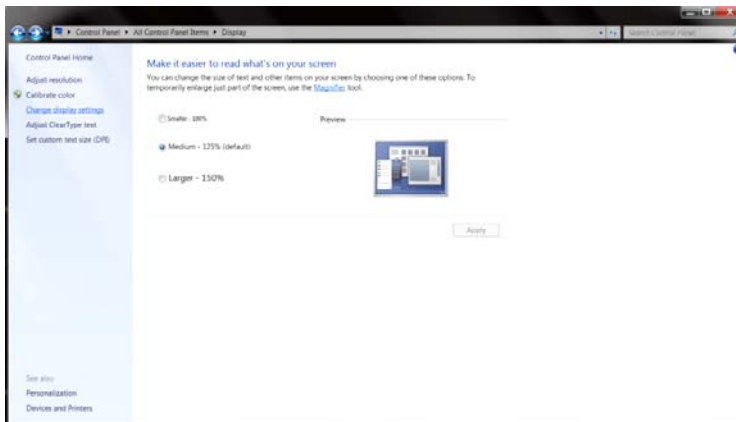 Control Panel ▸ All Control Panel Items ▸ Display
Search Control Panel
Control Panel Home
Adjust resolution
Calibrate color
Change display settings
Adjust ClearType text
Set custom text size (DPI)
Make it easier to read what's on your screen
You can change the size of text and other items on your screen by choosing one of these options. To
temporarily enlarge just part of the screen, use the Magnifier tool.
Smaller - 100%
Preview
Medium - 125% (default)
Larger - 150%
Apply
See also
Personalization
Devices and Printers